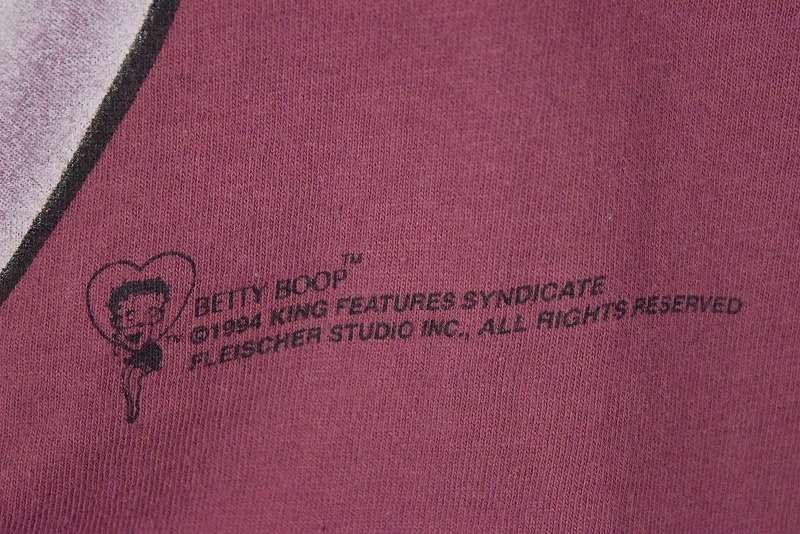 BETTY BOOP™
©1994 KING FEATURES SYNDICATE
FLEISCHER STUDIO INC., ALL RIGHTS RESERVED
TM